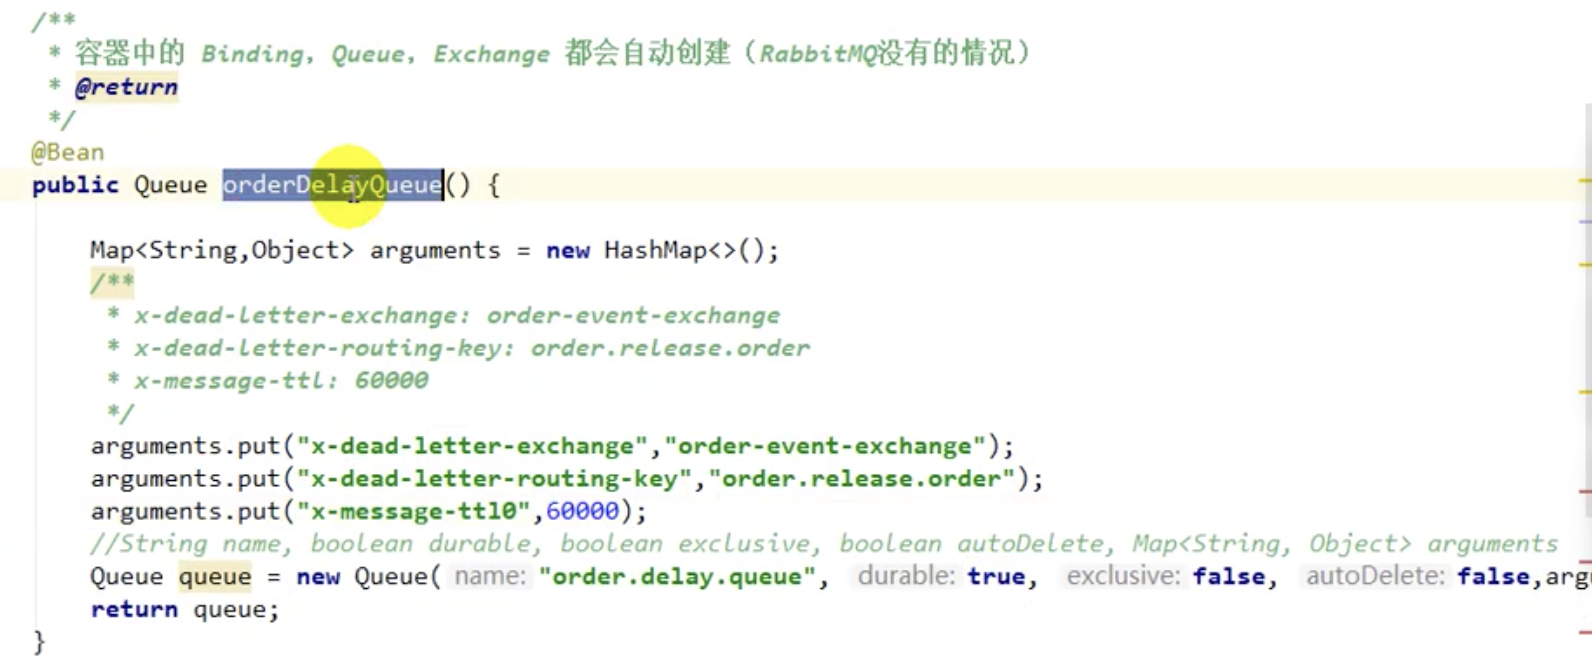 /**
 * 容器中的 Binding, Queue, Exchange 都会自动创建（RabbitMQ没有的情况）
 * @return
 */
@Bean
public Queue orderDelayQueue() {
Map<String,Object> arguments = new HashMap<>();
/**
 * x-dead-letter-exchange: order-event-exchange
 * x-dead-letter-routing-key: order.release.order
 * x-message-ttl: 60000
 */
arguments.put("x-dead-letter-exchange","order-event-exchange");
arguments.put("x-dead-letter-routing-key","order.release.order");
arguments.put("x-message-ttl0",60000);
//String name, boolean durable, boolean exclusive, boolean autoDelete, Map<String, Object> arguments
Queue queue = new Queue( name: "order.delay.queue", durable: true, exclusive: false, autoDelete: false,
return queue;
}